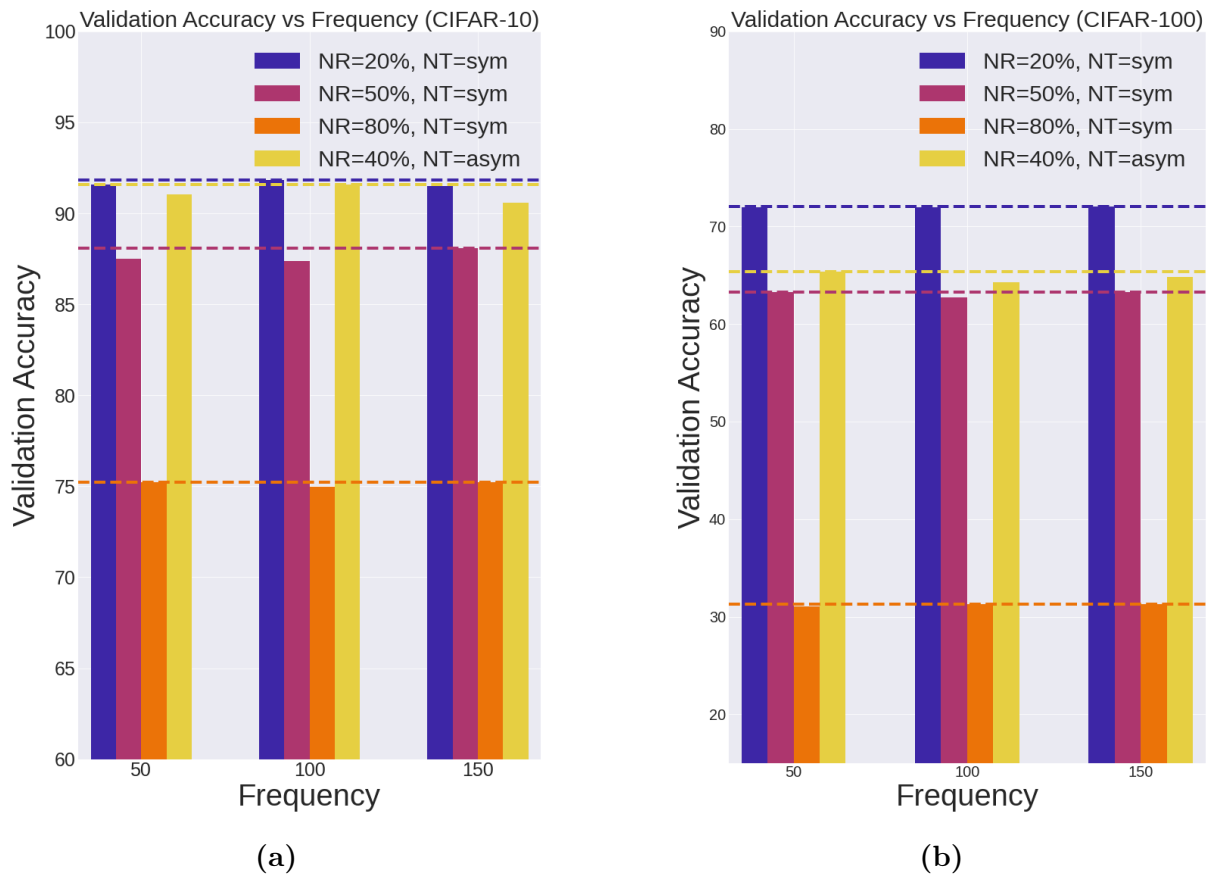 Validation Accuracy vs Frequency (CIFAR-10)
100
95
90
85
80
75
70
65
60
Validation Accuracy
NR=20%, NT=sym
NR=50%, NT=sym
NR=80%, NT=sym
NR=40%, NT=asym
50
100
150
Frequency
(a)
Validation Accuracy vs Frequency (CIFAR-100)
90
80
70
60
50
40
30
20
Validation Accuracy
NR=20%, NT=sym
NR=50%, NT=sym
NR=80%, NT=sym
NR=40%, NT=asym
50
100
150
Frequency
(b)